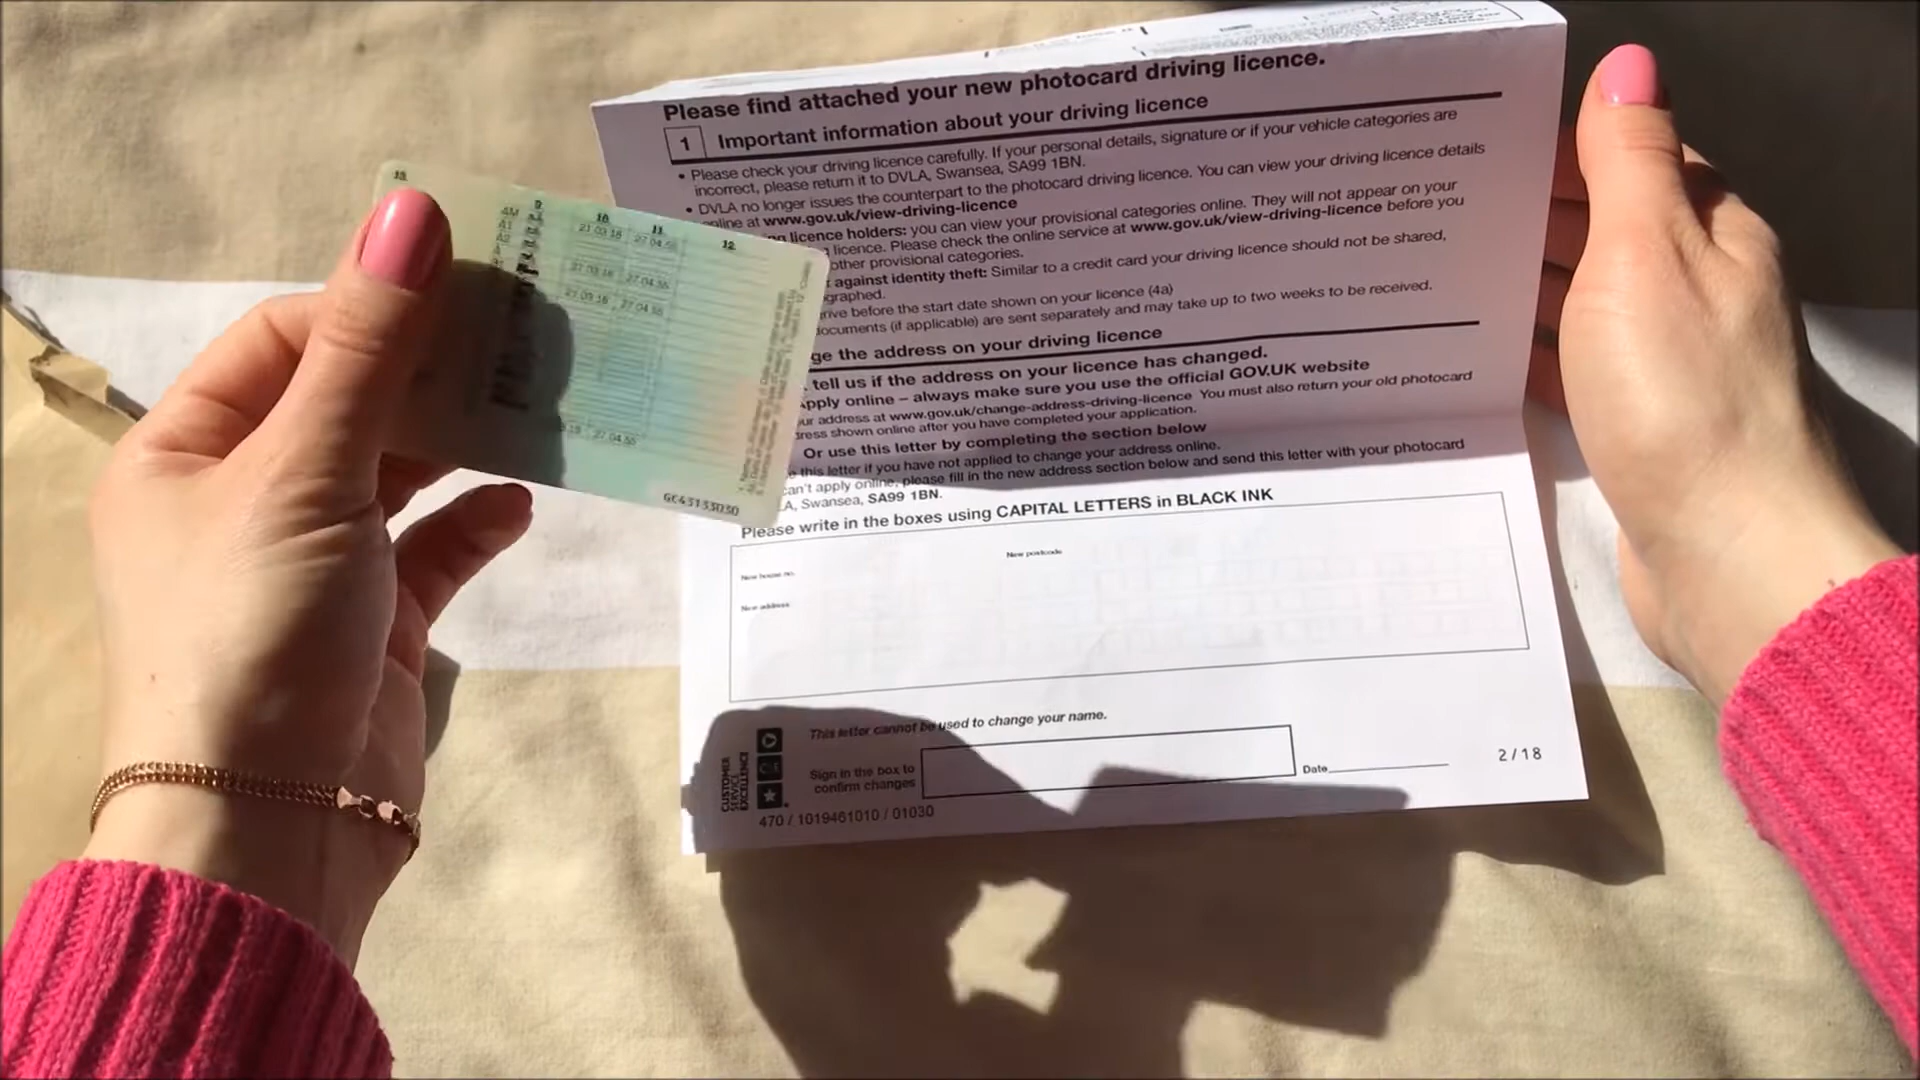 Please find attached your new photocard driving licence.
1 Important information about your driving licence
• Please check your driving licence carefully. If your personal details, signature or if your vehicle categories are
incorrect, please return it to DVLA, Swansea, SA99 1BN.
• DVLA no longer issues the counterpart to the photocard driving licence. You can view your driving licence details
online at www.gov.uk/view-driving-licence
licence holders: you can view your provisional categories online. They will not appear on your
licence. Please check the online service at www.gov.uk/view-driving-licence before you
other provisional categories.
against identity theft: Similar to a credit card your driving licence should not be shared,
graphed.
rive before the start date shown on your licence (4a)
documents (if applicable) are sent separately and may take up to two weeks to be received.
ge the address on your driving licence
tell us if the address on your licence has changed.
Apply online – always make sure you use the official GOV.UK website
ur address at www.gov.uk/change-address-driving-licence You must also return your old photocard
ress shown online after you have completed your application.
Or use this letter by completing the section below
e this letter if you have not applied to change your address online.
can't apply online, please fill in the new address section below and send this letter with your photocard
LA, Swansea, SA99 1BN.
Please write in the boxes using CAPITAL LETTERS in BLACK INK
New postcode
New house no.
New address
This letter cannot be used to change your name.
Sign in the box to
confirm changes
Date
2/18
CUSTOMER
SERVICE
EXCELLENCE
470 / 1019461010 / 01030
13
9 10 11 12
AM 21.03.18 27.04.55
A1
A2
A 27.04.55
27.04.55
27.04.55